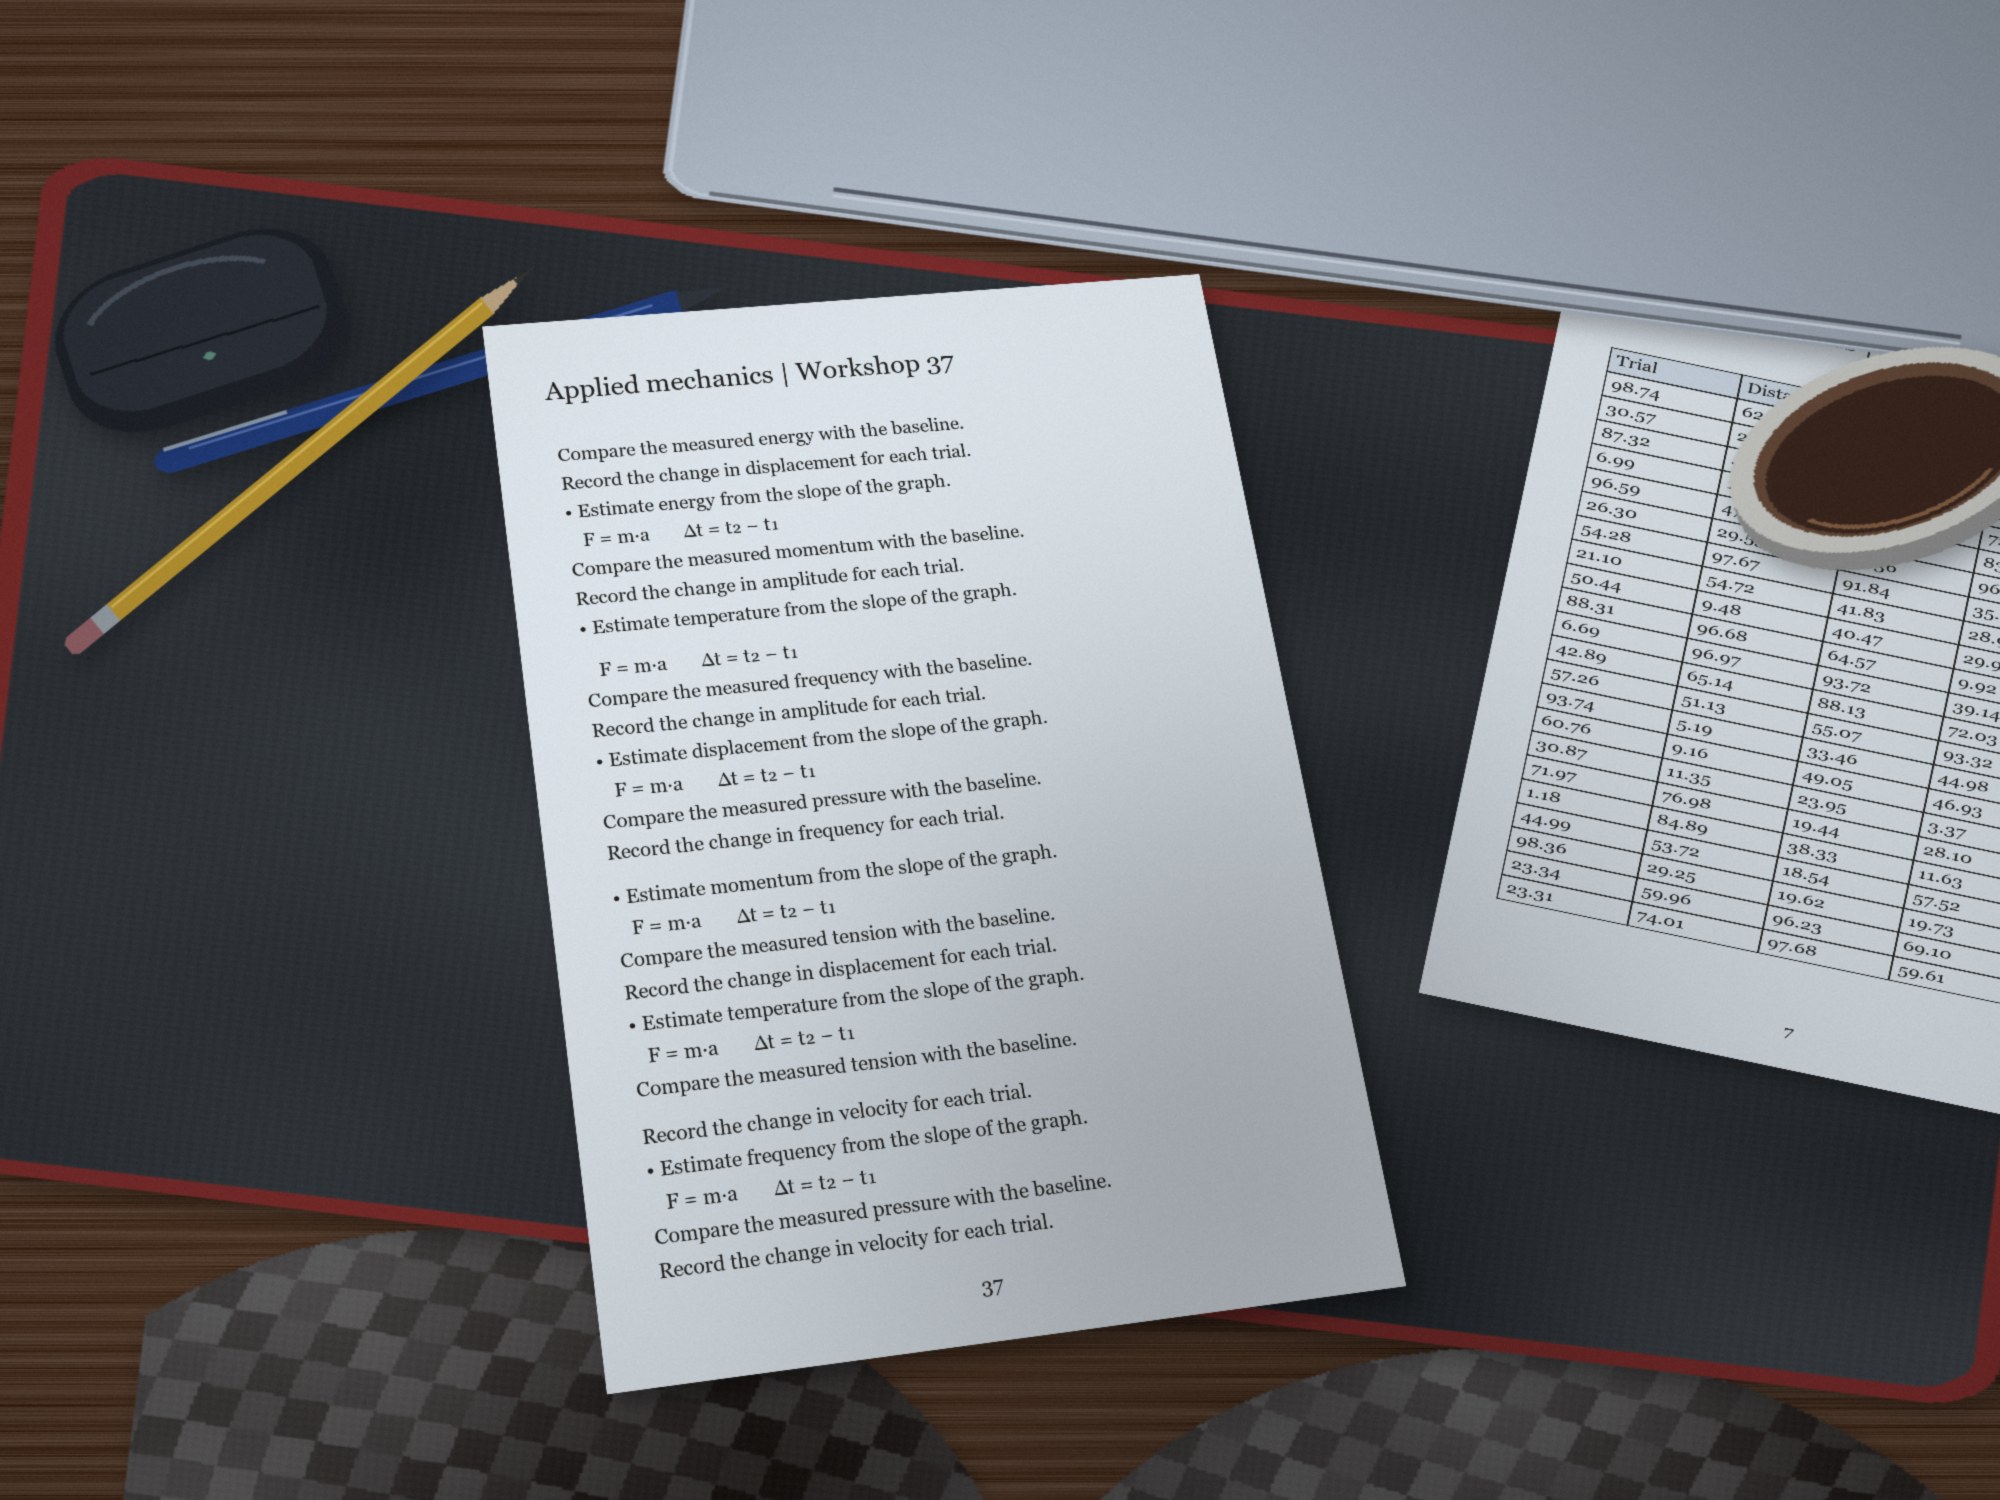 Applied mechanics | Workshop 37
Compare the measured energy with the baseline.
Record the change in displacement for each trial.
• Estimate energy from the slope of the graph.
F = m·a Δt = t2 − t1
Compare the measured momentum with the baseline.
Record the change in amplitude for each trial.
• Estimate temperature from the slope of the graph.
F = m·a Δt = t2 − t1
Compare the measured frequency with the baseline.
Record the change in amplitude for each trial.
• Estimate displacement from the slope of the graph.
F = m·a Δt = t2 − t1
Compare the measured pressure with the baseline.
Record the change in frequency for each trial.
• Estimate momentum from the slope of the graph.
F = m·a Δt = t2 − t1
Compare the measured tension with the baseline.
Record the change in displacement for each trial.
• Estimate temperature from the slope of the graph.
F = m·a Δt = t2 − t1
Compare the measured tension with the baseline.
Record the change in velocity for each trial.
• Estimate frequency from the slope of the graph.
F = m·a Δt = t2 − t1
Compare the measured pressure with the baseline.
Record the change in velocity for each trial.
37
Trial
98.74
30.57
87.32
6.99
96.59
26.30
54.28 97.67 91.84
21.10 54.72 41.83
50.44 9.48 40.47
88.31 96.68 64.57 9.92
6.69 96.97 93.72 39.14
42.89 65.14 88.13 72.03
57.26 51.13 55.07 93.32
93.74 5.19 33.46 44.98
60.76 9.16 49.05 46.93
30.87 11.35 23.95 3.37
71.97 76.98 19.44 28.10
1.18 84.89 38.33 11.63
44.99 53.72 18.54 57.52
98.36 29.25 19.62 19.73
23.34 59.96 96.23 69.10
23.31 74.01 97.68 59.61
7